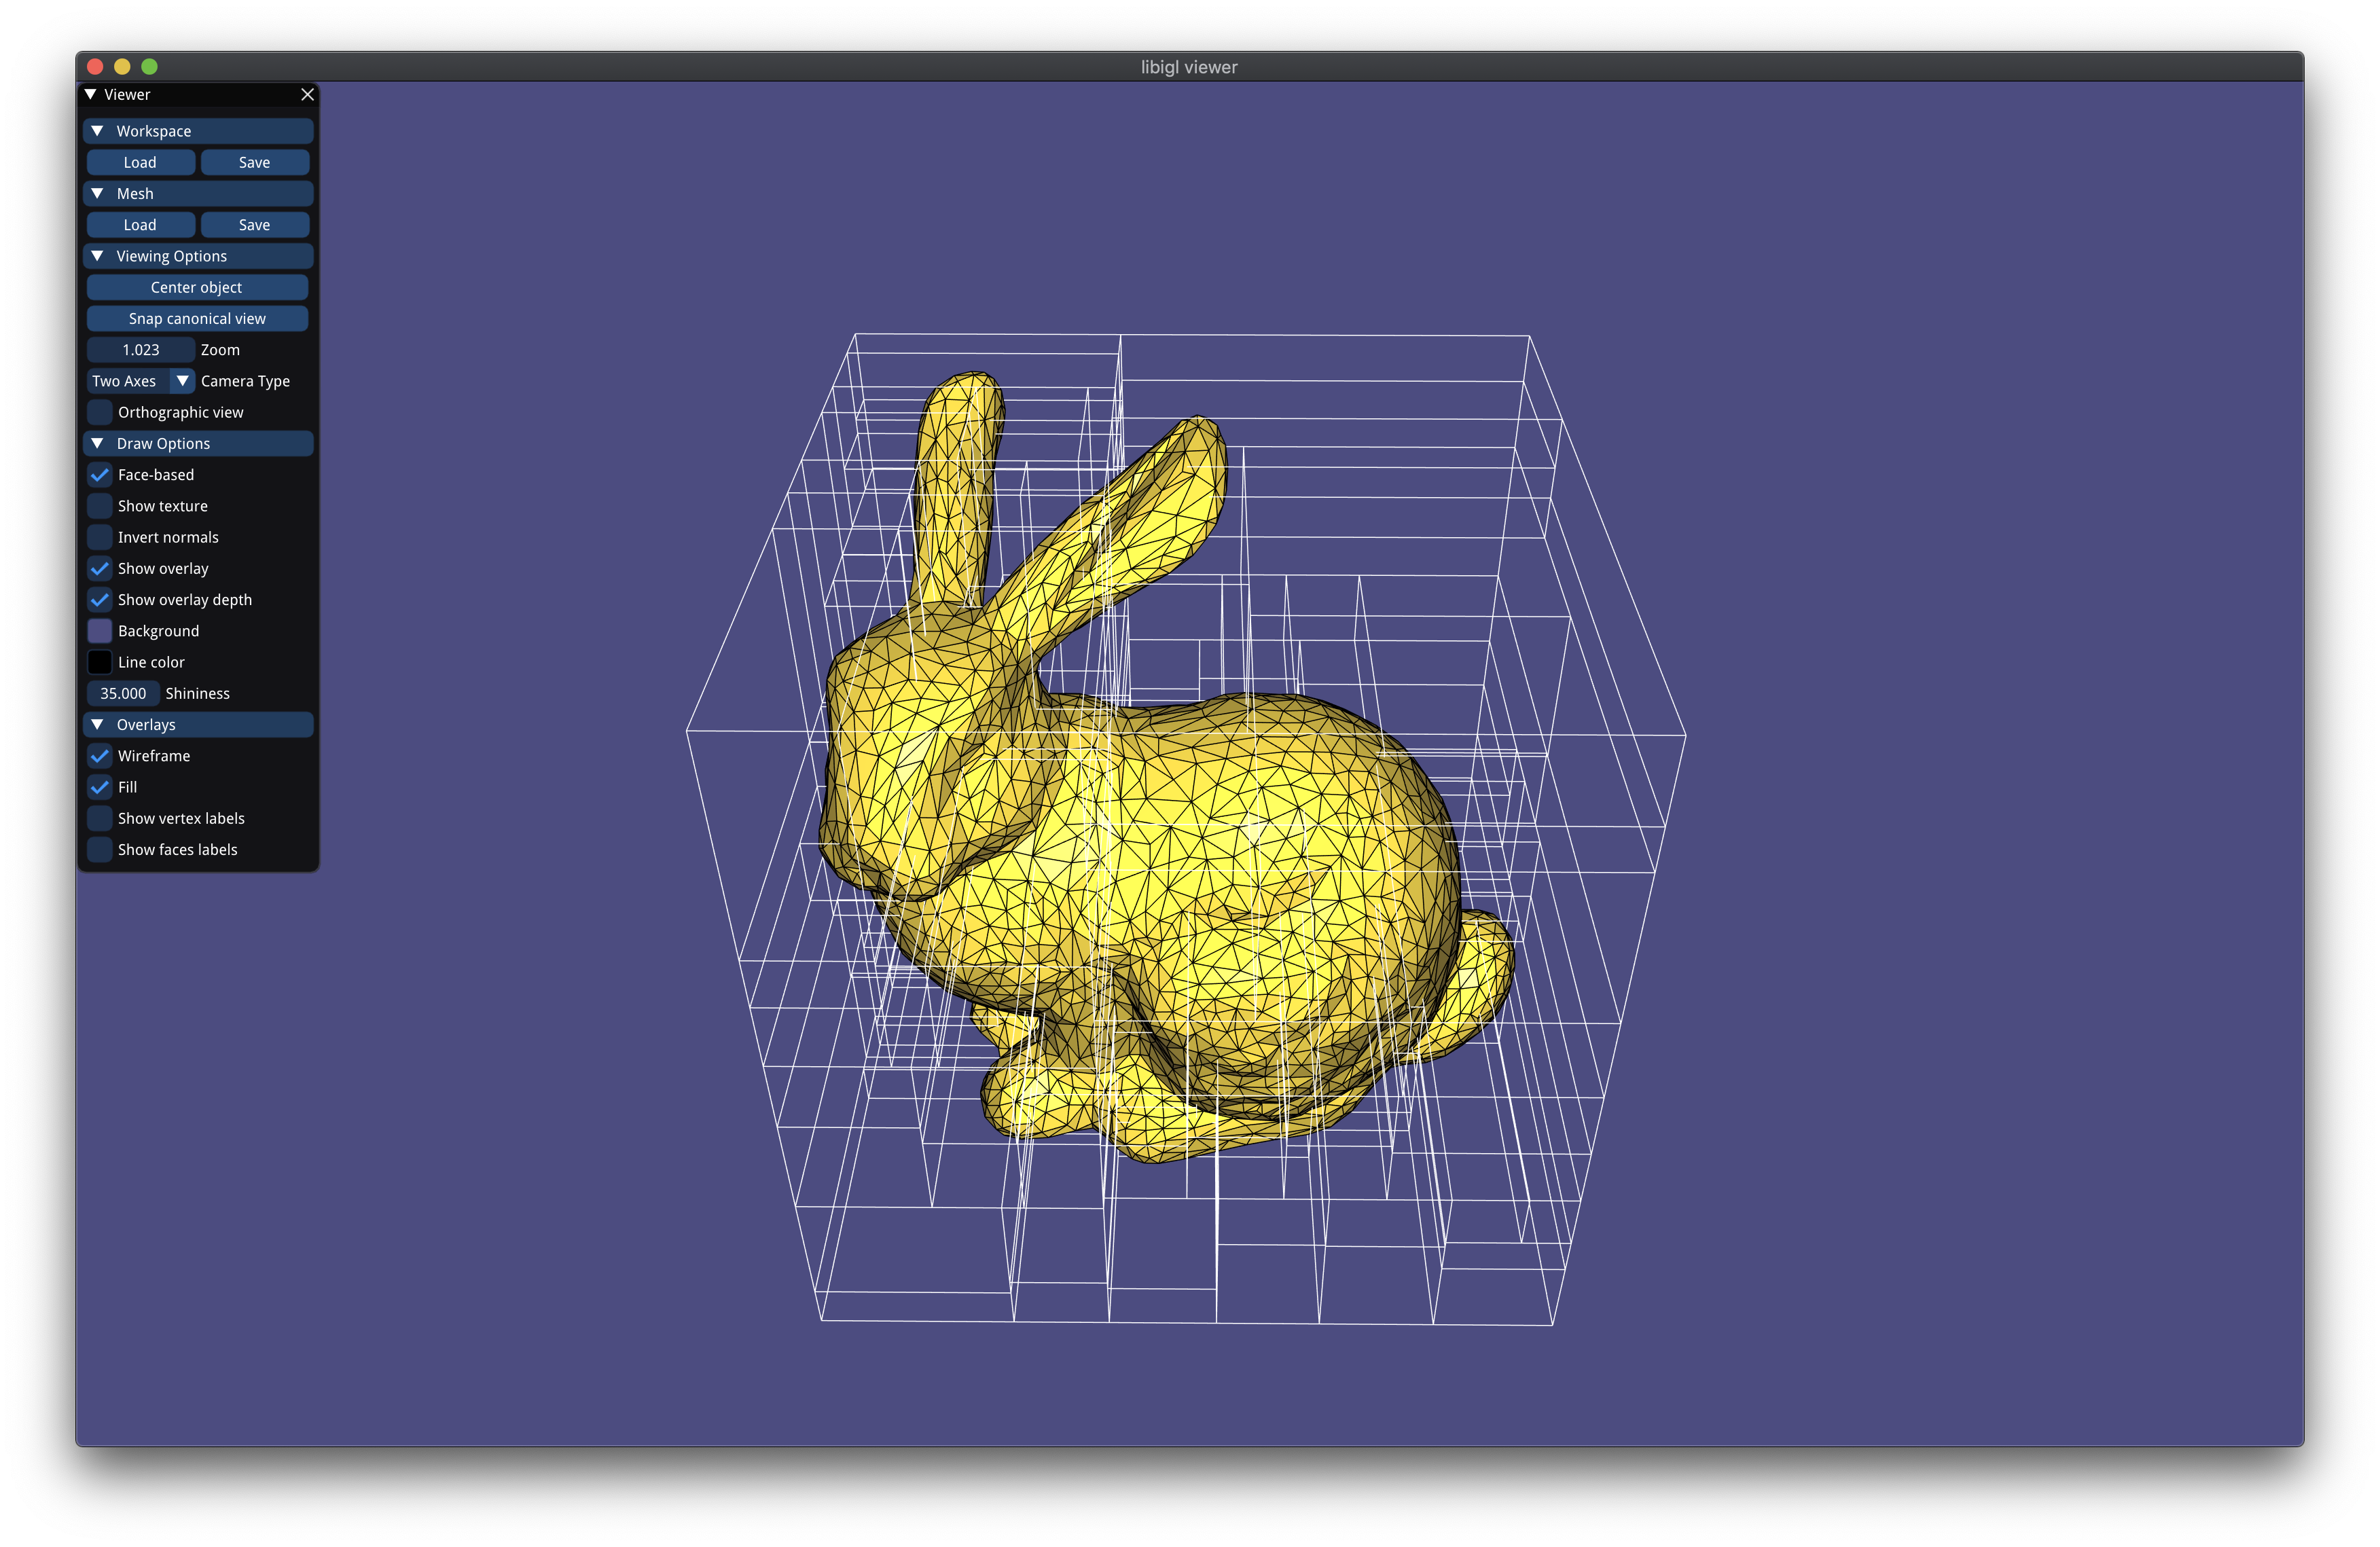 libigl viewer
Viewer
Workspace
Load Save
Mesh
Load Save
Viewing Options
Center object
Snap canonical view
1.023 Zoom
Two Axes Camera Type
Orthographic view
Draw Options
Face-based
Show texture
Invert normals
Show overlay
Show overlay depth
Background
Line color
35.000 Shininess
Overlays
Wireframe
Fill
Show vertex labels
Show faces labels